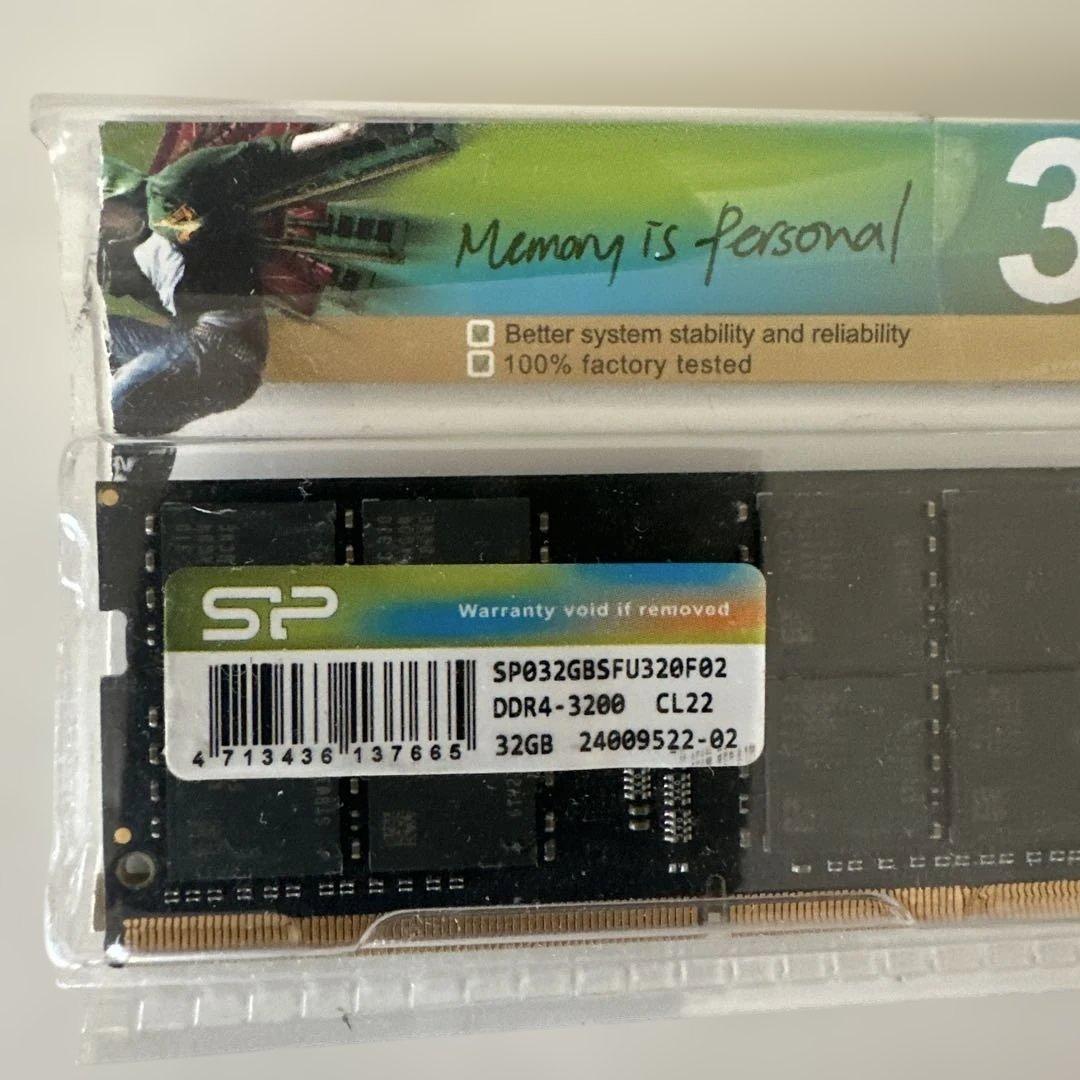 Memory is personal
3
Better system stability and reliability
100% factory tested
SP
Warranty void if removed
SP032GBSFU320F02
DDR4-3200 CL22
32GB 24009522-02
4 713436 137665